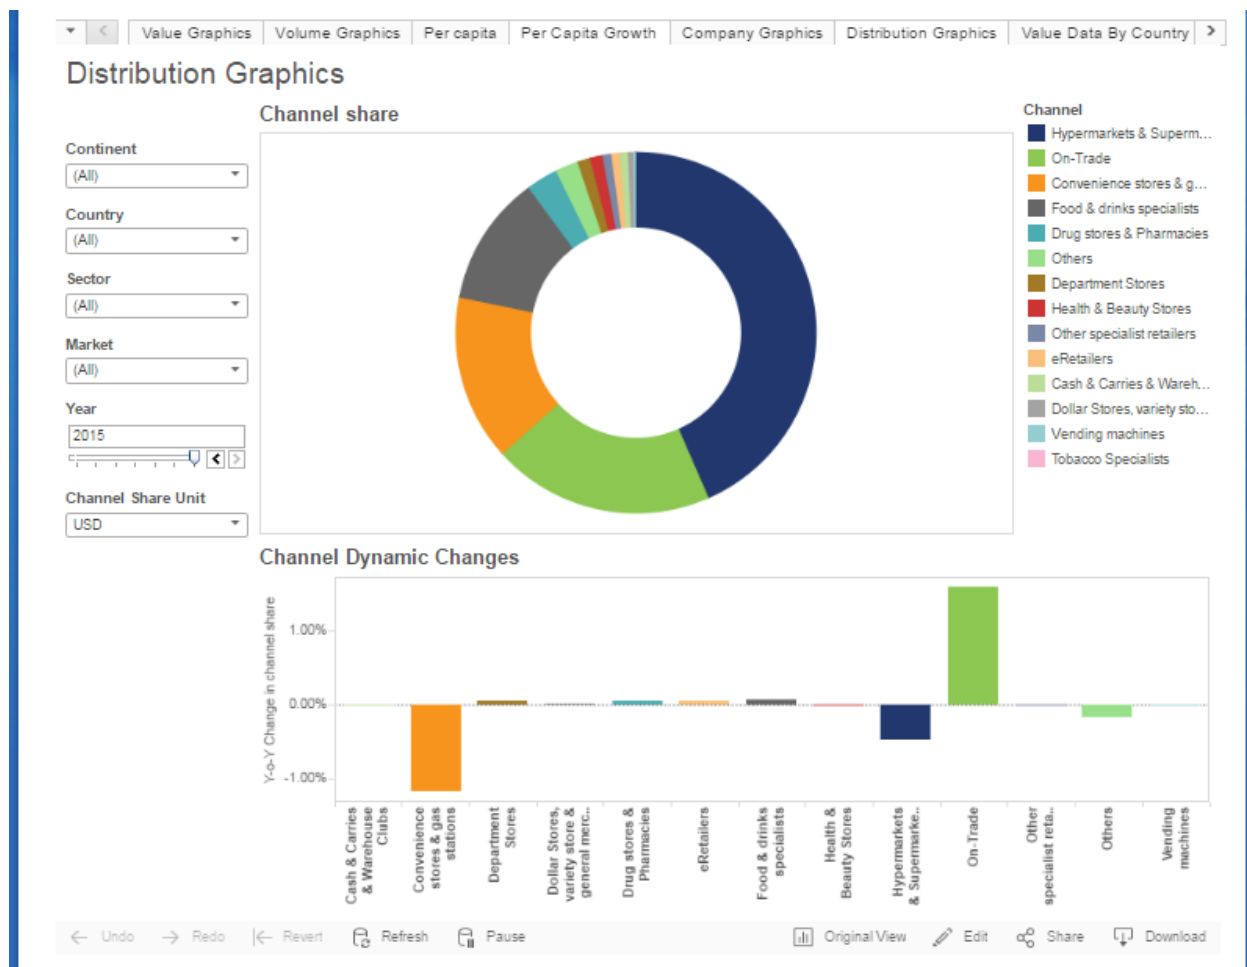 Value Graphics
Volume Graphics
Per capita
Per Capita Growth
Company Graphics
Distribution Graphics
Value Data By Country
Distribution Graphics
Channel share
Continent
(All)
Country
(All)
Sector
(All)
Market
(All)
Year
2015
Channel Share Unit
USD
Channel
Hypermarkets & Superm...
On-Trade
Convenience stores & g...
Food & drinks specialists
Drug stores & Pharmacies
Others
Department Stores
Health & Beauty Stores
Other specialist retailers
eRetailers
Cash & Carries & Wareh...
Dollar Stores, variety sto...
Vending machines
Tobacco Specialists
Channel Dynamic Changes
Y-o-Y Change in channel share
1.00%
0.00%
-1.00%
Cash & Carries
& Warehouse
Clubs
Convenience
stores & gas
stations
Department
Stores
Dollar Stores,
variety store &
general merc..
Drug stores &
Pharmacies
eRetailers
Food & drinks
specialists
Health &
Beauty Stores
Hypermarkets
& Supermarke..
On-Trade
Other
specialist reta..
Others
Vending
machines
Undo
Redo
Revert
Refresh
Pause
Original View
Edit
Share
Download